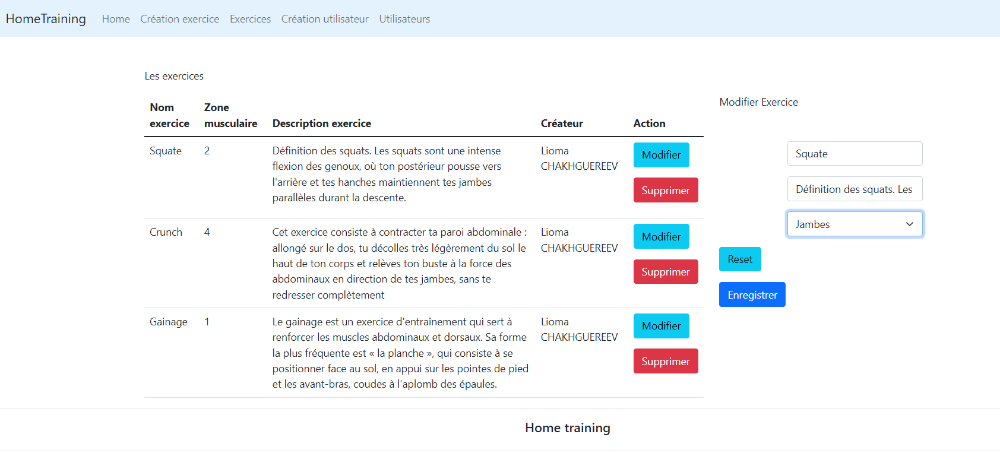 HomeTraining Home Création exercice Exercices Création utilisateur Utilisateurs
Les exercices
Nom exercice
Zone musculaire
Description exercice
Créateur
Action
Squate
2
Définition des squats. Les squats sont une intense
flexion des genoux, où ton postérieur pousse vers
l'arrière et tes hanches maintiennent tes jambes
parallèles durant la descente.
Lioma
CHAKHGUEREEV
Modifier
Supprimer
Crunch
4
Cet exercice consiste à contracter ta paroi abdominale :
allongé sur le dos, tu décolles très légèrement du sol le
haut de ton corps et relèves ton buste à la force des
abdominaux en direction de tes jambes, sans te
redresser complètement
Lioma
CHAKHGUEREEV
Modifier
Supprimer
Gainage
1
Le gainage est un exercice d'entraînement qui sert à
renforcer les muscles abdominaux et dorsaux. Sa forme
la plus fréquente est « la planche », qui consiste à se
positionner face au sol, en appui sur les pointes de pied
et les avant-bras, coudes à l'aplomb des épaules.
Lioma
CHAKHGUEREEV
Modifier
Supprimer
Modifier Exercice
Squate
Définition des squats. Les
Jambes
Reset
Enregistrer
Home training